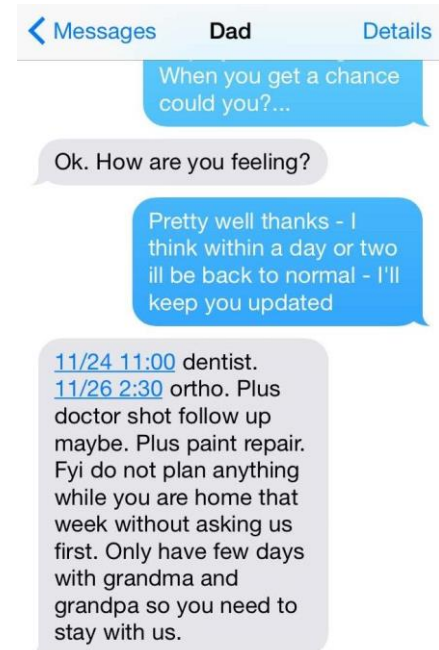 Messages Dad Details
When you get a chance
could you?...
Ok. How are you feeling?
Pretty well thanks - I
think within a day or two
ill be back to normal - I'll
keep you updated
11/24 11:00 dentist.
11/26 2:30 ortho. Plus
doctor shot follow up
maybe. Plus paint repair.
Fyi do not plan anything
while you are home that
week without asking us
first. Only have few days
with grandma and
grandpa so you need to
stay with us.